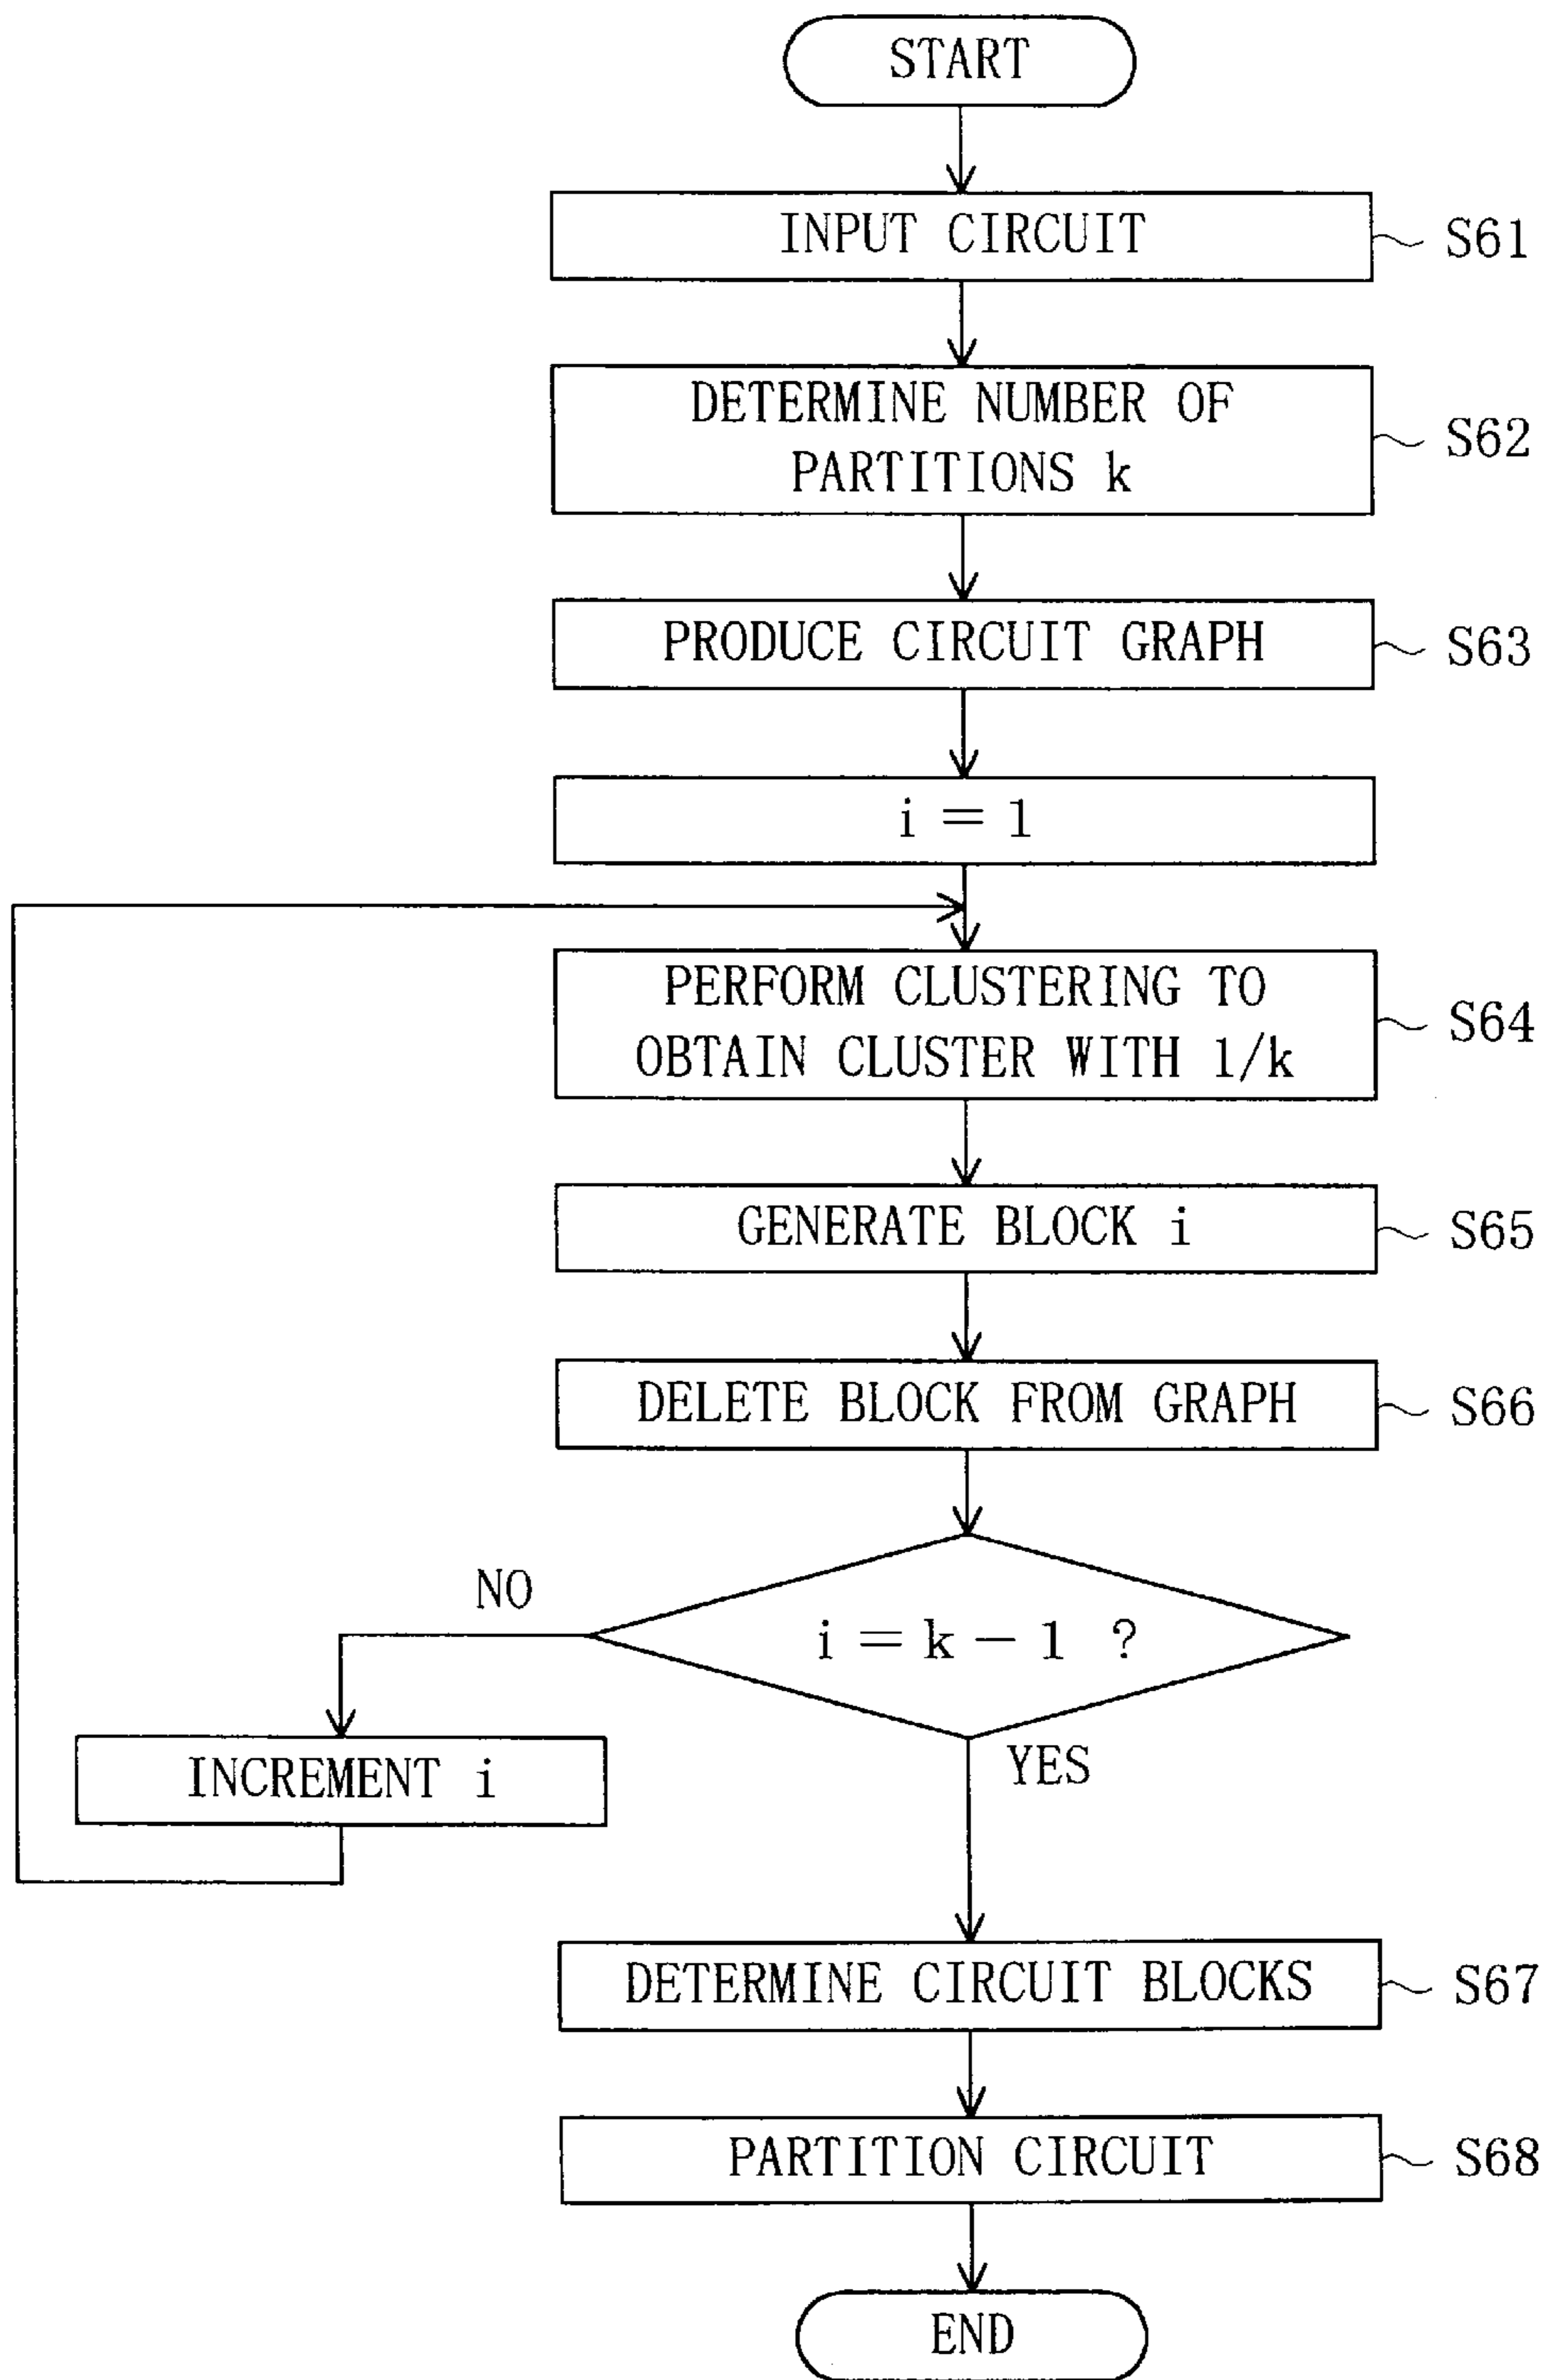 START
INPUT CIRCUIT
S61
DETERMINE NUMBER OF
PARTITIONS k
S62
PRODUCE CIRCUIT GRAPH
S63
i = 1
PERFORM CLUSTERING TO
OBTAIN CLUSTER WITH 1/k
S64
GENERATE BLOCK i
S65
DELETE BLOCK FROM GRAPH
S66
NO
i = k - 1 ?
YES
INCREMENT i
DETERMINE CIRCUIT BLOCKS
S67
PARTITION CIRCUIT
S68
END